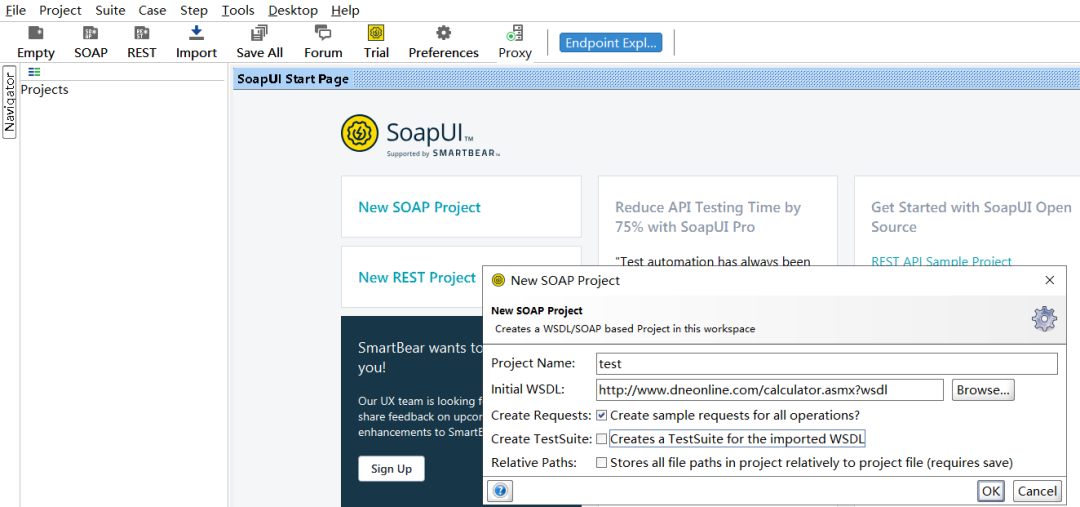 File Project Suite Case Step Tools Desktop Help
Empty SOAP REST Import Save All Forum Trial Preferences Proxy Endpoint Expl...
Navigator
Projects
SoapUI Start Page
SoapUI™
Supported by SMARTBEAR™
New SOAP Project
New REST Project
SmartBear wants to
you!
Our UX team is looking f
share feedback on upcor
enhancements to SmartB
Sign Up
Reduce API Testing Time by
75% with SoapUI Pro
"Test automation has always been
Get Started with SoapUI Open
Source
REST API Sample Project
New SOAP Project
New SOAP Project
Creates a WSDL/SOAP based Project in this workspace
Project Name: test
Initial WSDL: http://www.dneonline.com/calculator.asmx?wsdl Browse...
Create Requests: Create sample requests for all operations?
Create TestSuite: Creates a TestSuite for the imported WSDL
Relative Paths: Stores all file paths in project relatively to project file (requires save)
OK Cancel